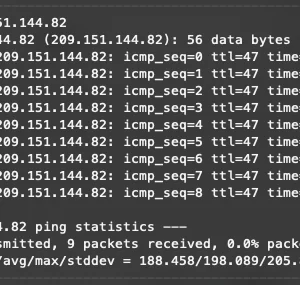 51.144.82
44.82 (209.151.144.82): 56 data bytes
209.151.144.82: icmp_seq=0 ttl=47 time=
209.151.144.82: icmp_seq=1 ttl=47 time=
209.151.144.82: icmp_seq=2 ttl=47 time=
209.151.144.82: icmp_seq=3 ttl=47 time=
209.151.144.82: icmp_seq=4 ttl=47 time=
209.151.144.82: icmp_seq=5 ttl=47 time=
209.151.144.82: icmp_seq=6 ttl=47 time=
209.151.144.82: icmp_seq=7 ttl=47 time=
209.151.144.82: icmp_seq=8 ttl=47 time=
4.82 ping statistics ---
smitted, 9 packets received, 0.0% pack
/avg/max/stddev = 188.458/198.089/205.